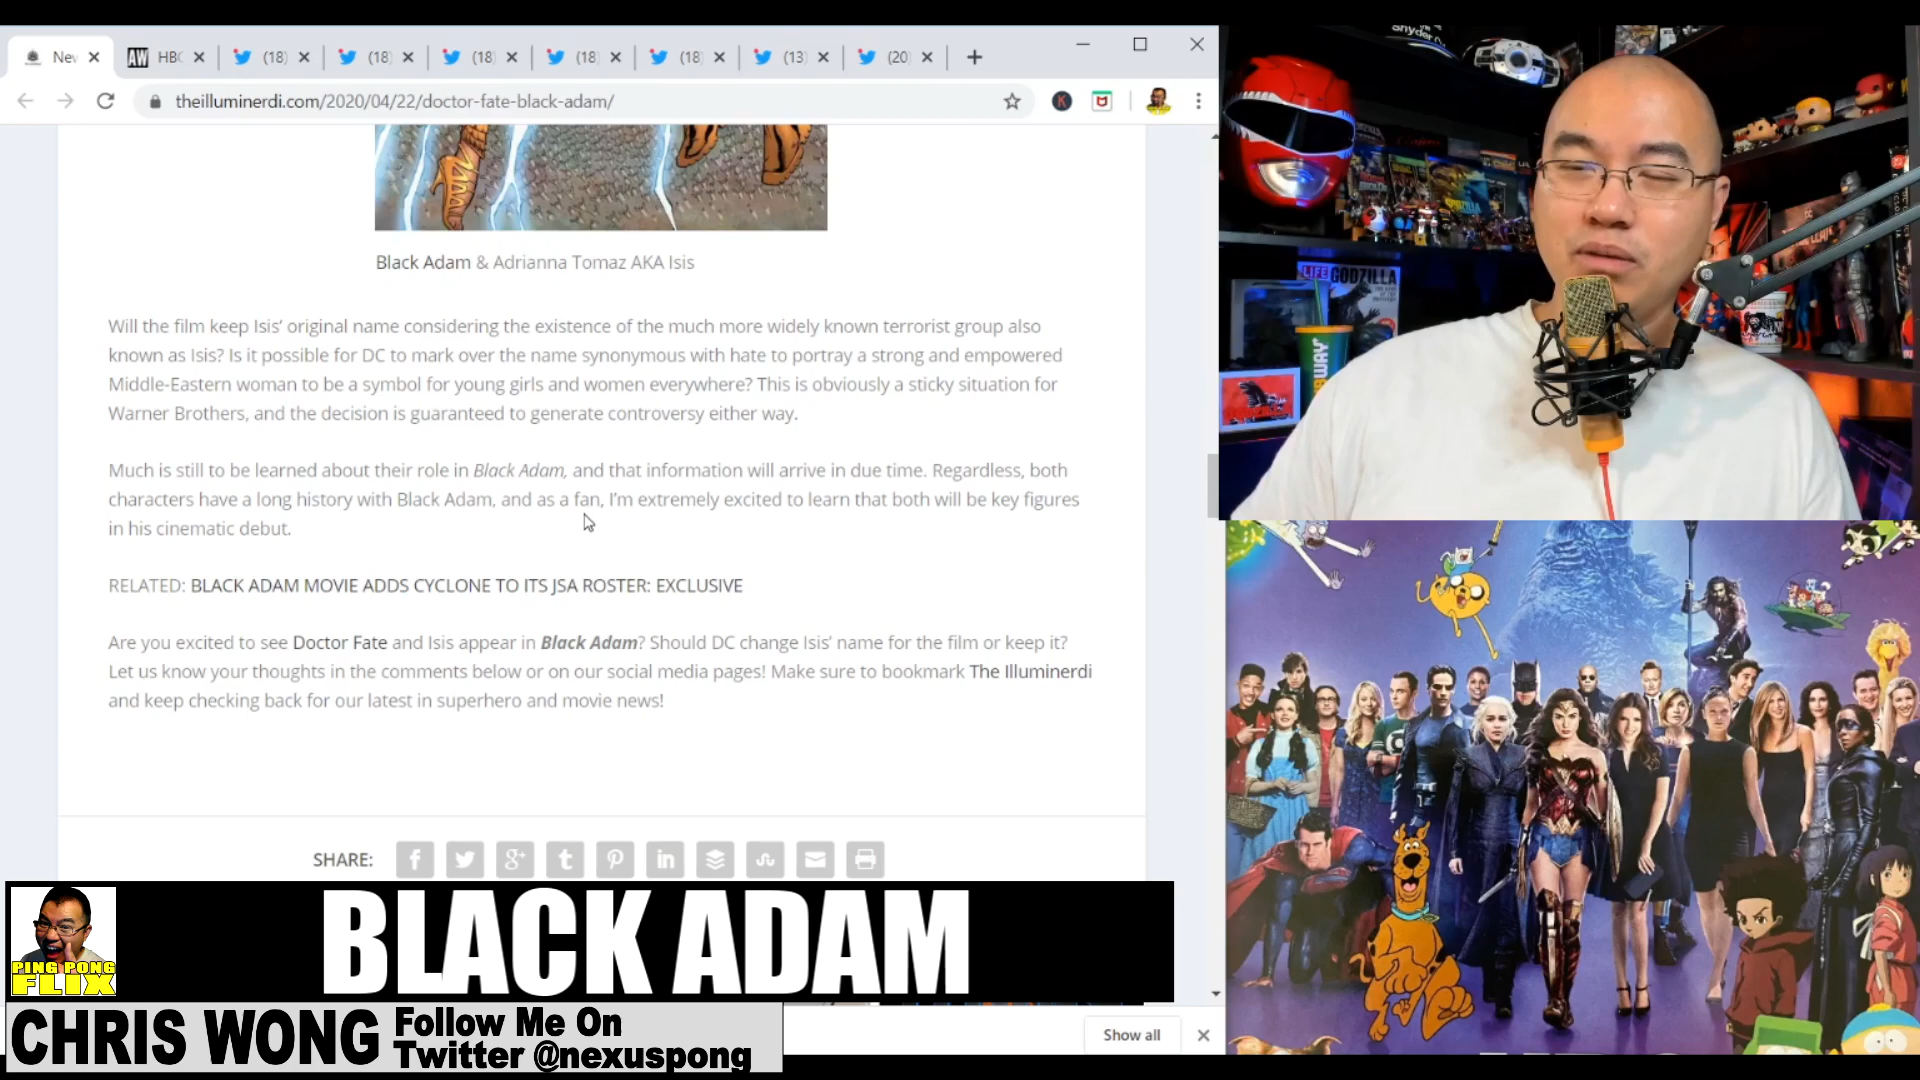 New
HBO
(18)
(18)
(18)
(18)
(18)
(13)
(20)
theilluminerdi.com/2020/04/22/doctor-fate-black-adam/
Black Adam & Adrianna Tomaz AKA Isis
Will the film keep Isis' original name considering the existence of the much more widely known terrorist group also
known as Isis? Is it possible for DC to mark over the name synonymous with hate to portray a strong and empowered
Middle-Eastern woman to be a symbol for young girls and women everywhere? This is obviously a sticky situation for
Warner Brothers, and the decision is guaranteed to generate controversy either way.
Much is still to be learned about their role in Black Adam, and that information will arrive in due time. Regardless, both
characters have a long history with Black Adam, and as a fan, I'm extremely excited to learn that both will be key figures
in his cinematic debut.
RELATED: BLACK ADAM MOVIE ADDS CYCLONE TO ITS JSA ROSTER: EXCLUSIVE
Are you excited to see Doctor Fate and Isis appear in Black Adam? Should DC change Isis' name for the film or keep it?
Let us know your thoughts in the comments below or on our social media pages! Make sure to bookmark The Illuminerdi
and keep checking back for our latest in superhero and movie news!
SHARE:
PING PONG
FLIX
BLACK ADAM
CHRIS WONG
Follow Me On
Twitter @nexuspong
Show all
Snyder
LIFE GODZILLA